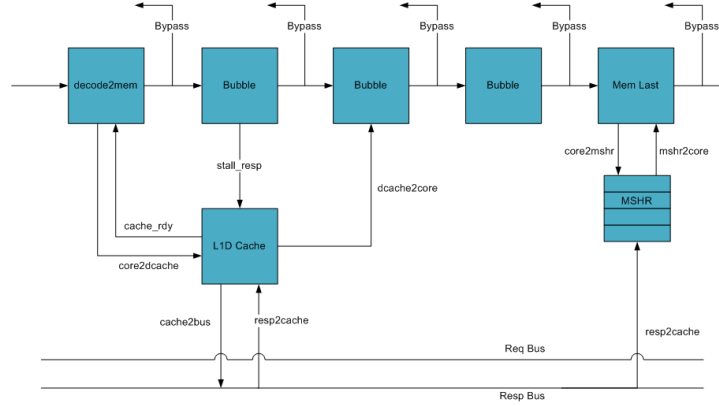 Bypass
Bypass
Bypass
Bypass
Bypass
decode2mem
Bubble
Bubble
Bubble
Mem Last
stall_resp
core2mshr
mshr2core
dcache2core
MSHR
cache_rdy
L1D Cache
core2dcache
cache2bus
resp2cache
resp2cache
Req Bus
Resp Bus